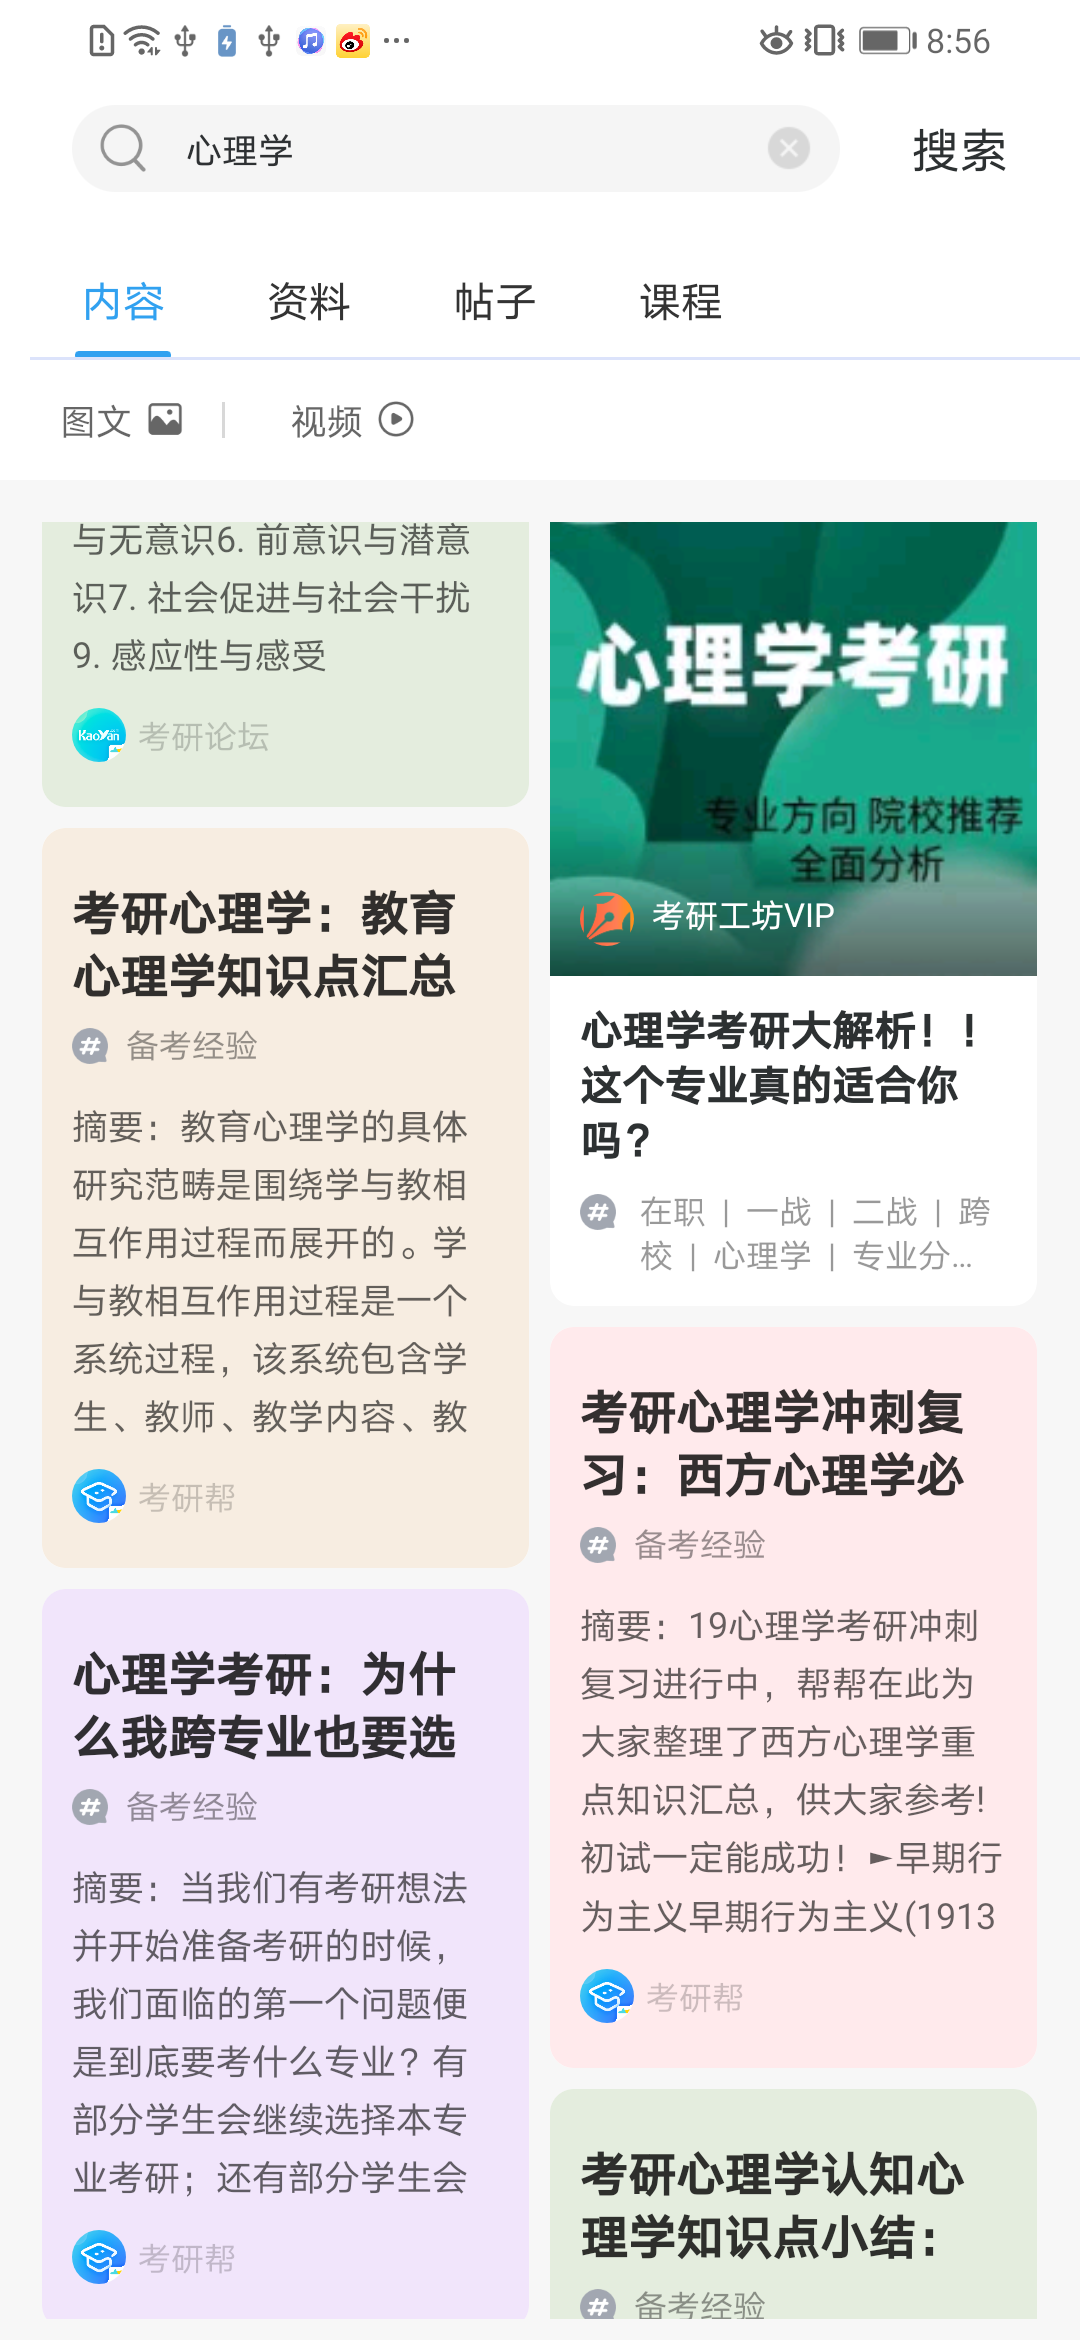 8:56
心理学
搜索
内容
资料
帖子
课程
图文
视频
与无意识6. 前意识与潜意
识7. 社会促进与社会干扰
9. 感应性与感受
KaoYan
考研论坛
考研心理学：教育
心理学知识点汇总
备考经验
摘要：教育心理学的具体
研究范畴是围绕学与教相
互作用过程而展开的。学
与教相互作用过程是一个
系统过程，该系统包含学
生、教师、教学内容、教
考研帮
心理学考研：为什
么我跨专业也要选
备考经验
摘要：当我们有考研想法
并开始准备考研的时候，
我们面临的第一个问题便
是到底要考什么专业？有
部分学生会继续选择本专
业考研；还有部分学生会
考研帮
心理学考研
专业方向 院校推荐
全面分析
考研工坊VIP
心理学考研大解析！！
这个专业真的适合你
吗？
在职 | 一战 | 二战 | 跨
校 | 心理学 | 专业分...
考研心理学冲刺复
习：西方心理学必
备考经验
摘要：19心理学考研冲刺
复习进行中，帮帮在此为
大家整理了西方心理学重
点知识汇总，供大家参考!
初试一定能成功！►早期行
为主义早期行为主义(1913
考研帮
考研心理学认知心
理学知识点小结：
备考经验